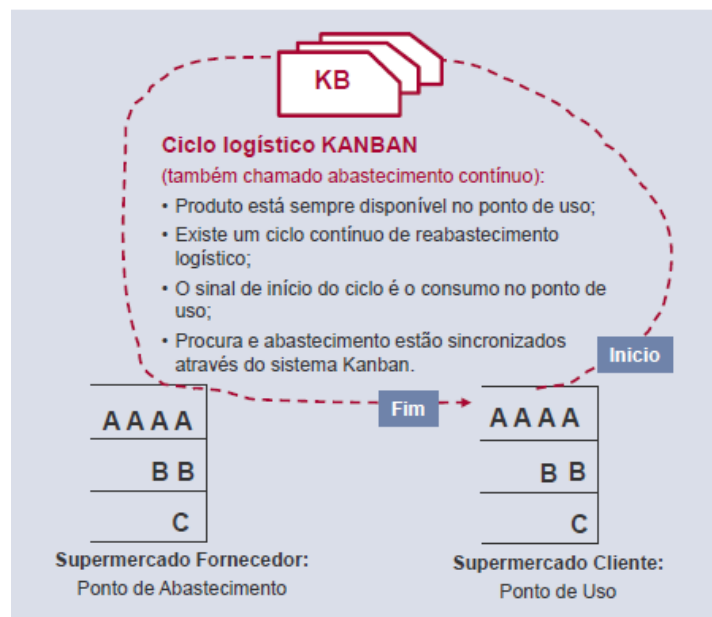 KB
Ciclo logístico KANBAN
(também chamado abastecimento contínuo):
• Produto está sempre disponível no ponto de uso;
• Existe um ciclo contínuo de reabastecimento
logístico;
• O sinal de início do ciclo é o consumo no ponto de
uso;
• Procura e abastecimento estão sincronizados
através do sistema Kanban.
Inicio
Fim
A A A A
B B
C
Supermercado Fornecedor:
Ponto de Abastecimento
A A A A
B B
C
Supermercado Cliente:
Ponto de Uso